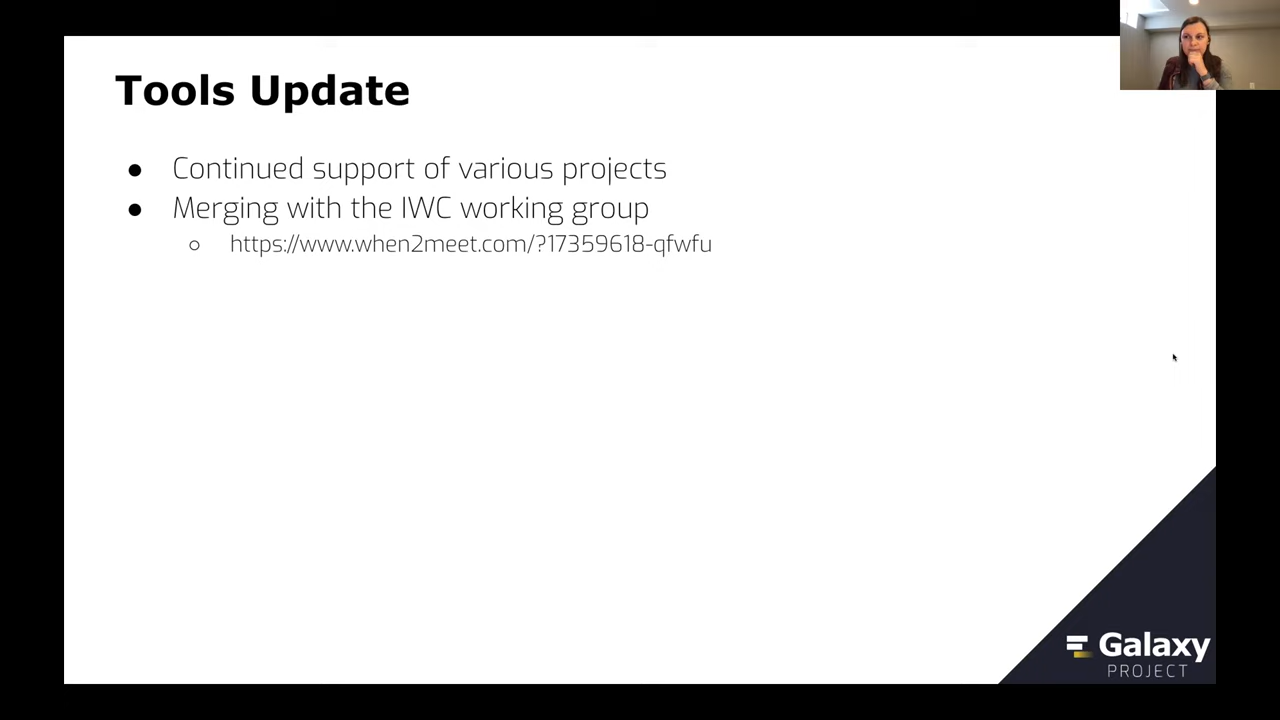 Tools Update
● Continued support of various projects
● Merging with the IWC working group
○ https://www.when2meet.com/?17359618-qfwfu
Galaxy
PROJECT